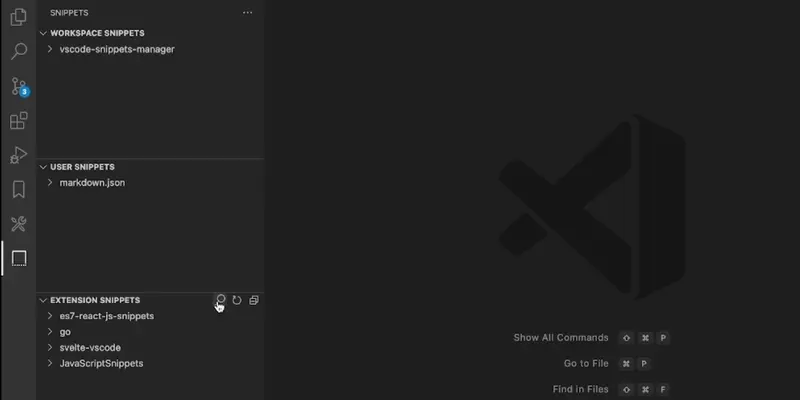 SNIPPETS
WORKSPACE SNIPPETS
vscode-snippets-manager
3
USER SNIPPETS
markdown.json
EXTENSION SNIPPETS
es7-react-js-snippets
go
svelte-vscode
JavaScriptSnippets
Show All Commands ⇧ ⌘ P
Go to File ⌘ P
Find in Files ⇧ ⌘ F